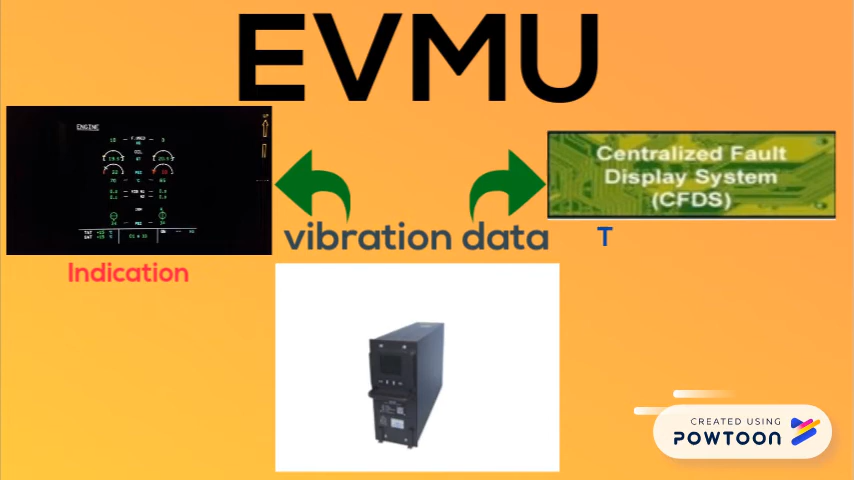 EVMU
ENGINE
Centralized Fault
Display System
(CFDS)
vibration data
T
Indication
CREATED USING
POWTOON